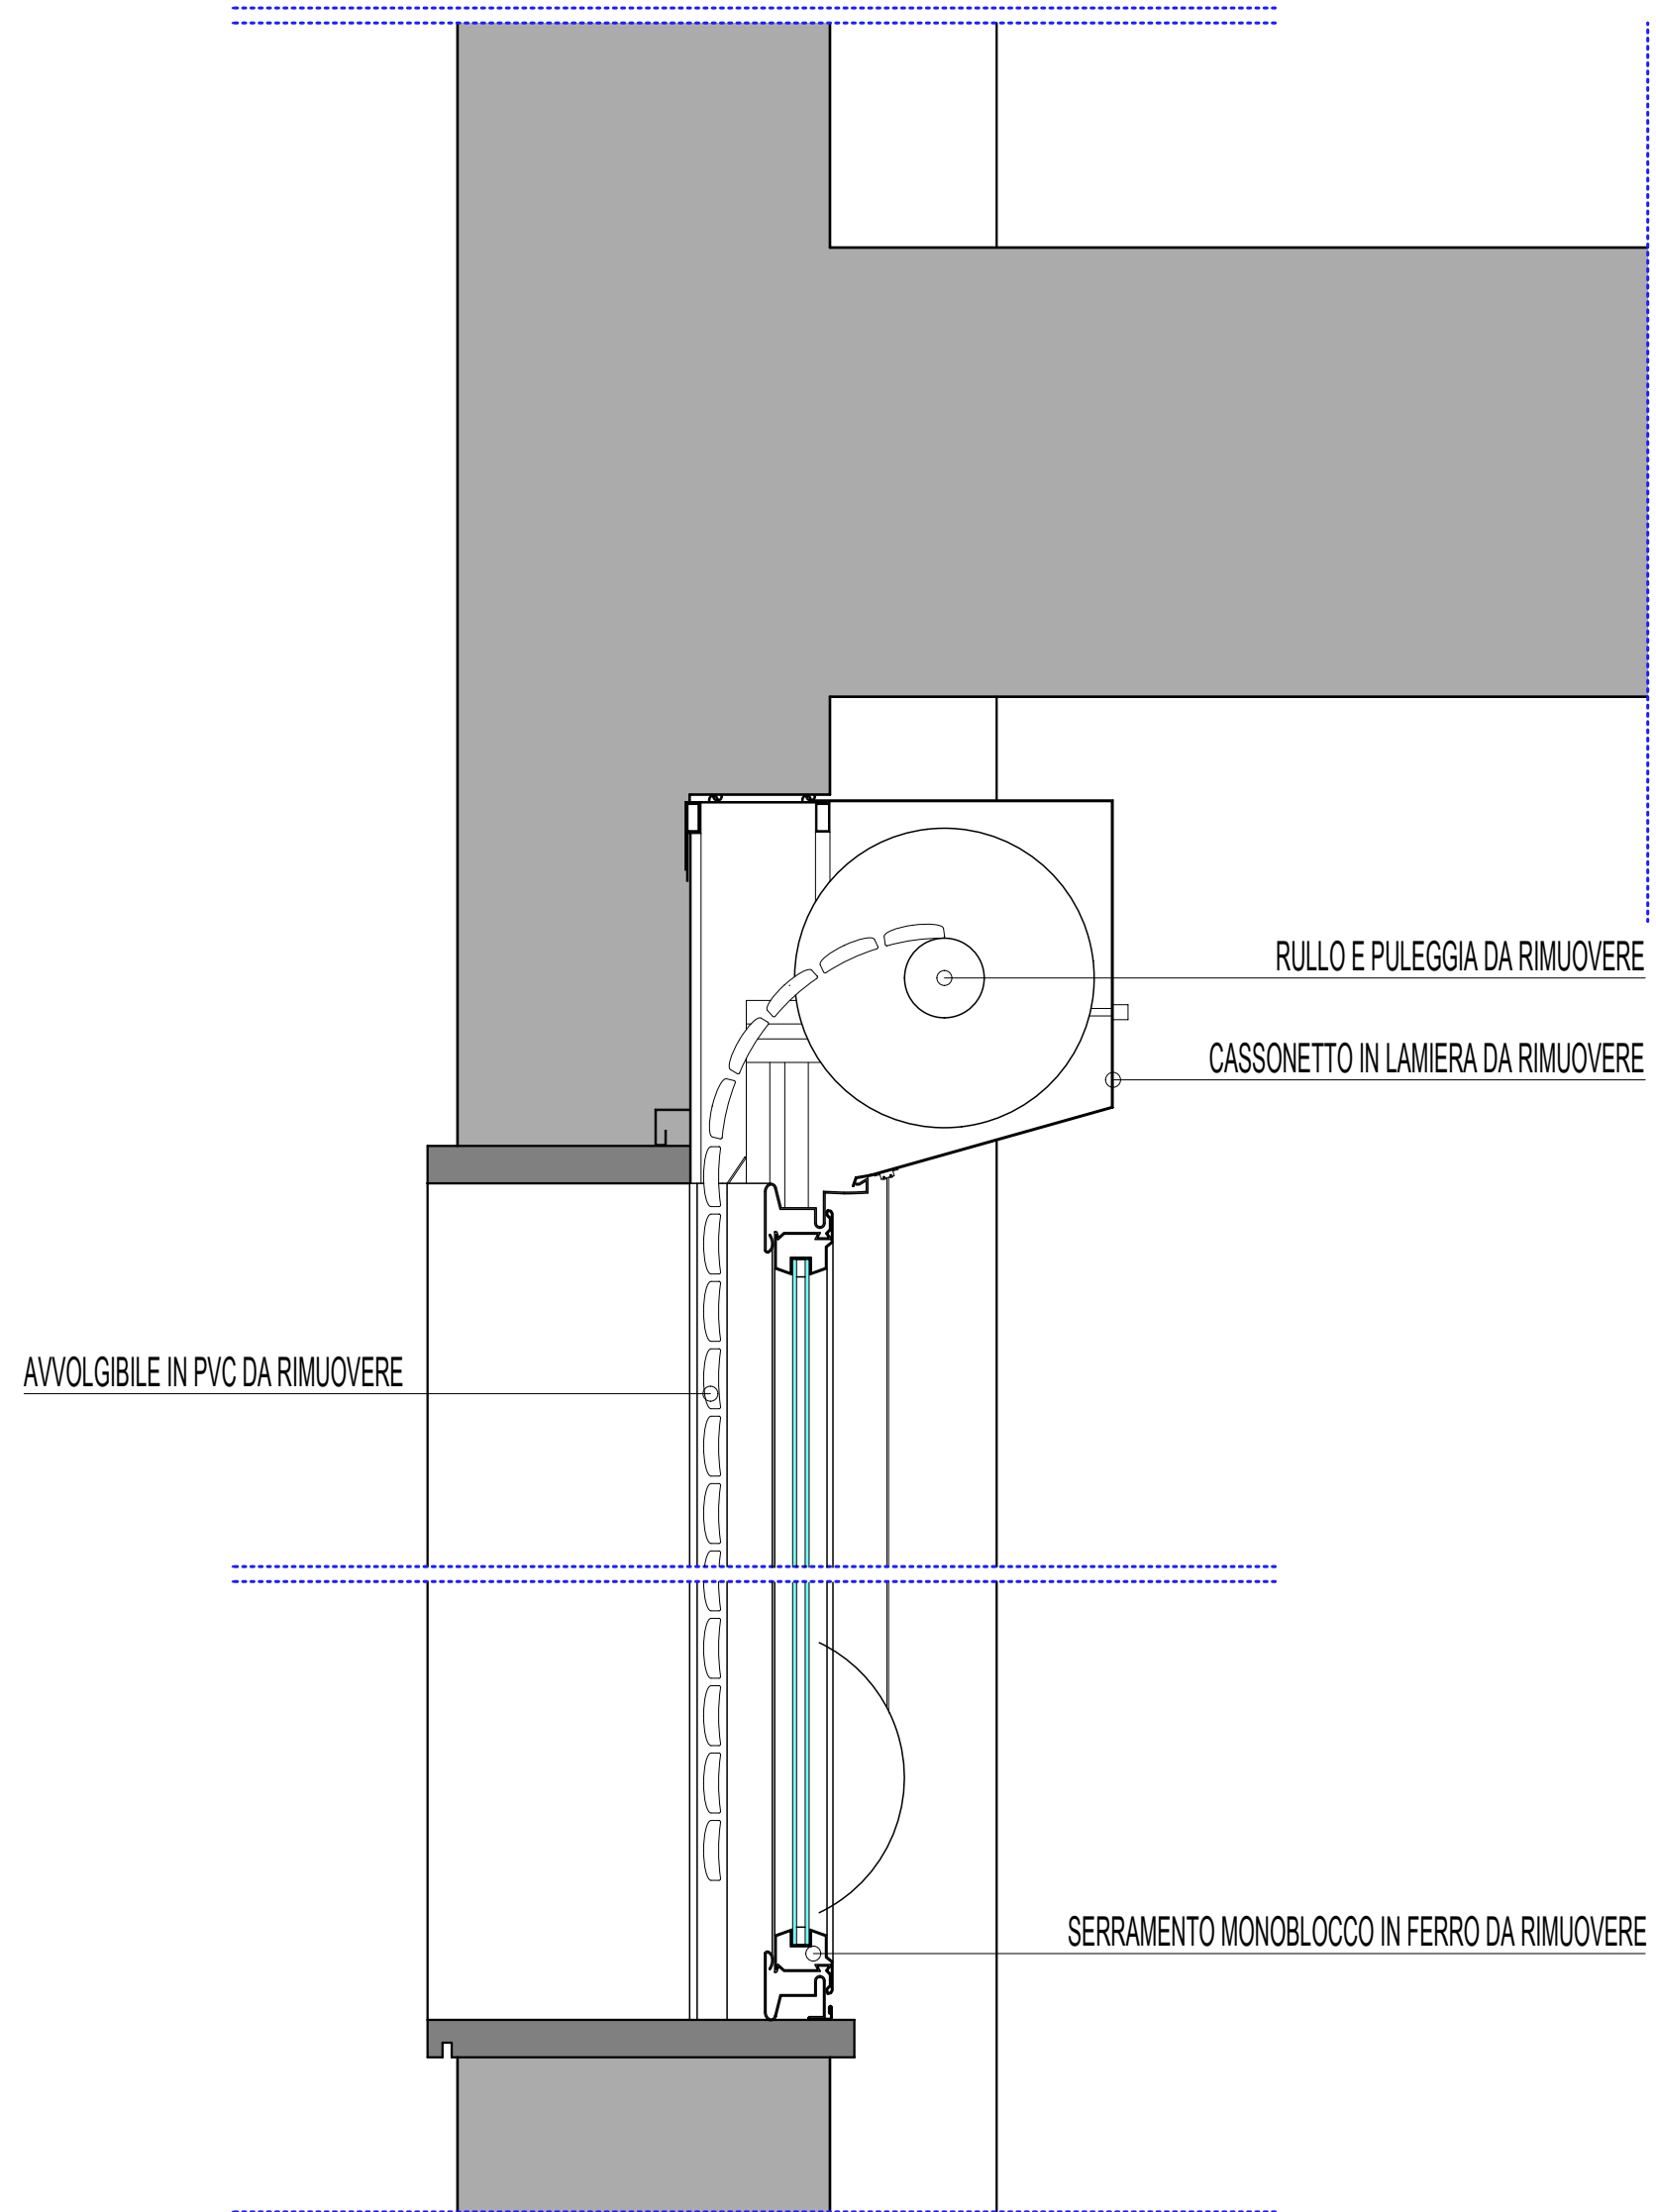 RULLO E PULEGGIA DA RIMUOVERE
CASSONETTO IN LAMIERA DA RIMUOVERE
AVVOLGIBILE IN PVC DA RIMUOVERE
SERRAMENTO MONOBLOCCO IN FERRO DA RIMUOVERE